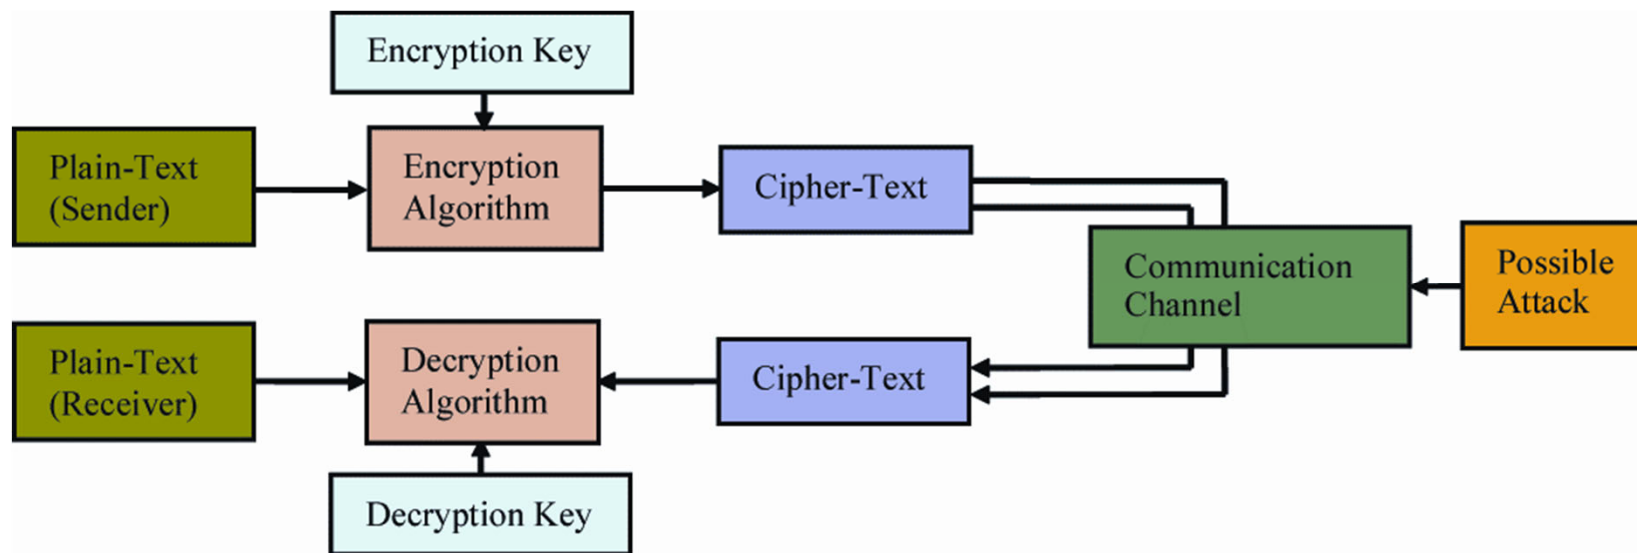 Encryption Key
Plain-Text
(Sender)
Encryption
Algorithm
Cipher-Text
Communication
Channel
Possible
Attack
Plain-Text
(Receiver)
Decryption
Algorithm
Cipher-Text
Decryption Key